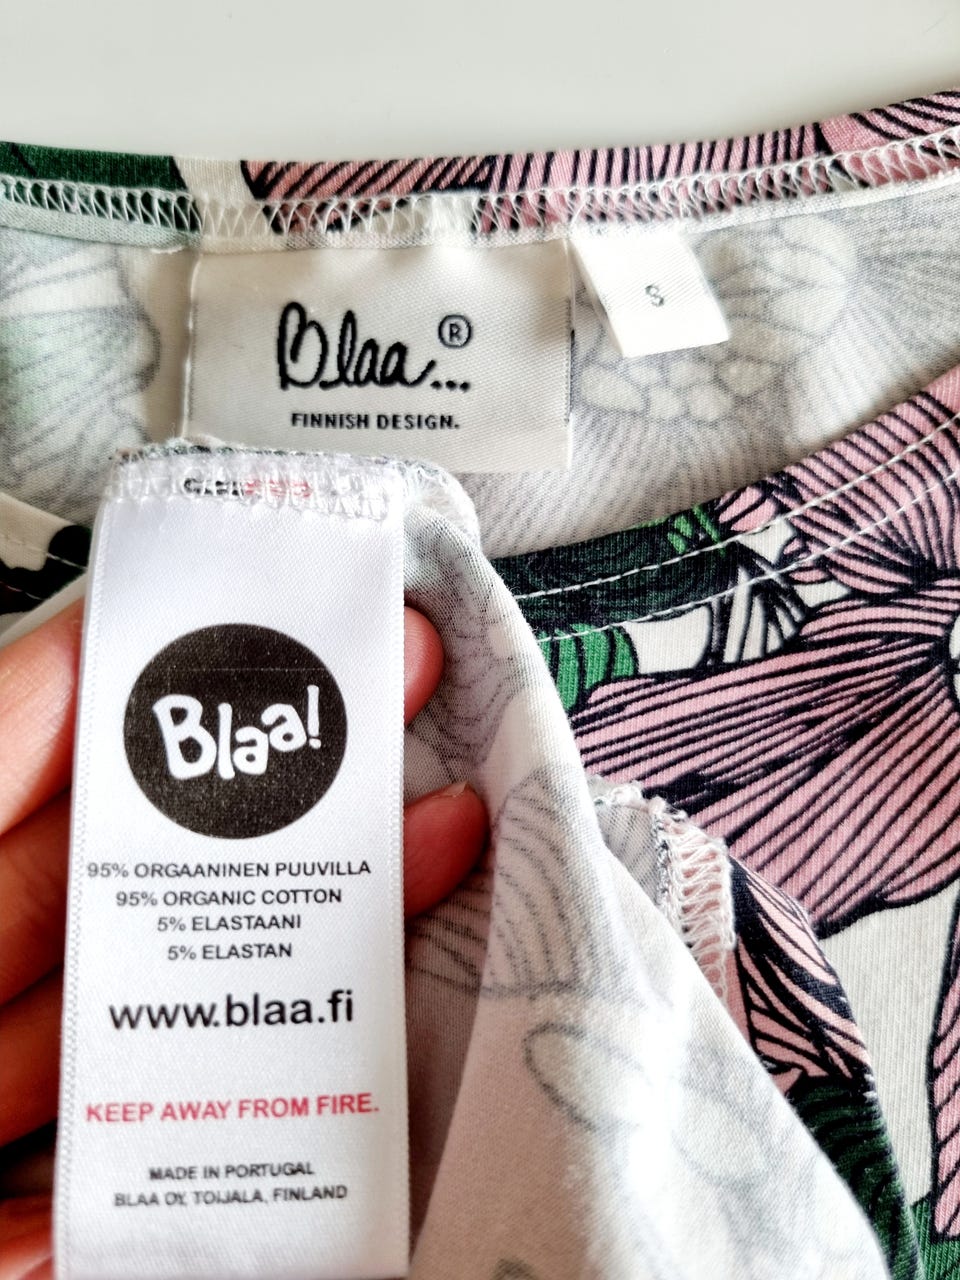 Blaa...®
FINNISH DESIGN.
S
Blaa!
95% ORGAANINEN PUUVILLA
95% ORGANIC COTTON
5% ELASTAANI
5% ELASTAN
www.blaa.fi
KEEP AWAY FROM FIRE.
MADE IN PORTUGAL
BLAA OY, TOIJALA, FINLAND